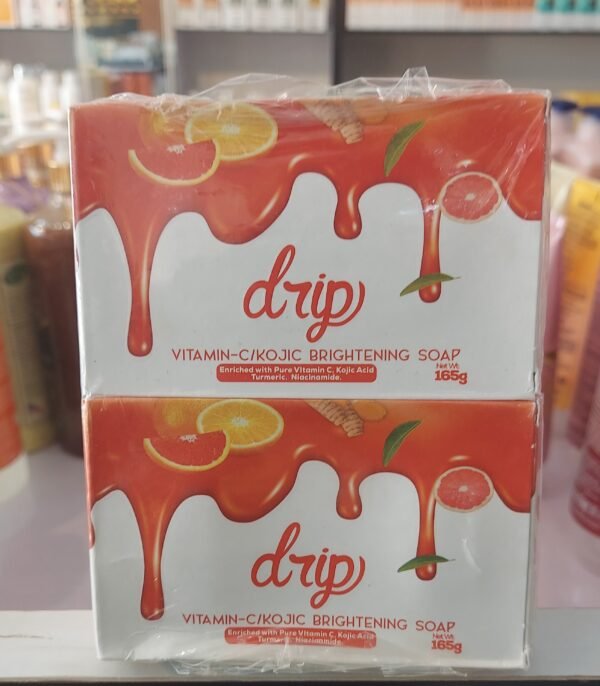 drip
VITAMIN-C/KOJIC BRIGHTENING SOAP
Enriched with Pure Vitamin C, Kojic Acid
Turmeric. Niacinamide.
Net Wt:
165g
drip
VITAMIN-C/KOJIC BRIGHTENING SOAP
Enriched with Pure Vitamin C, Kojic Acid
Turmeric. Niacinamide.
Net Wt:
165g